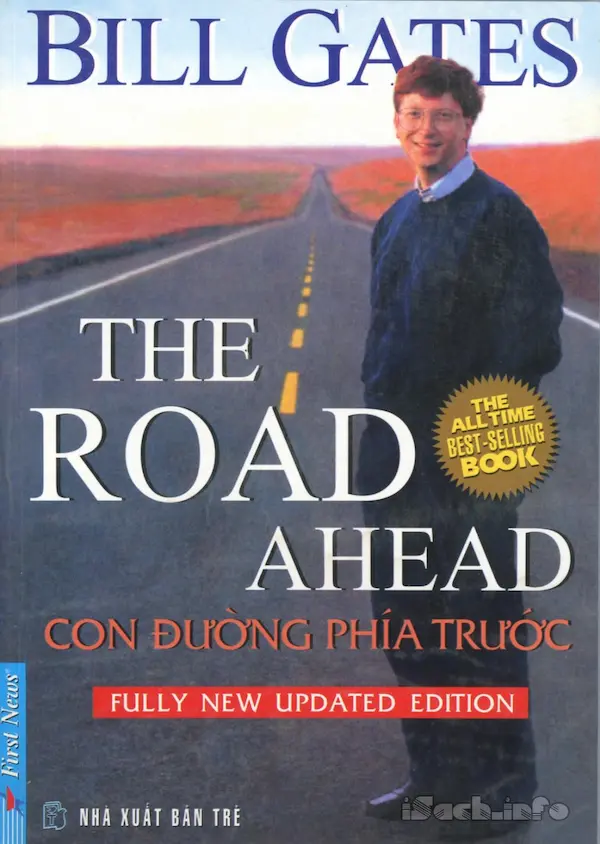 BILL GATES
THE
ROAD
AHEAD
THE
ALL TIME
BEST-SELLING
BOOK
CON ĐƯỜNG PHÍA TRƯỚC
FULLY NEW UPDATED EDITION
First News
NHÀ XUẤT BẢN TRẺ
iSach.info